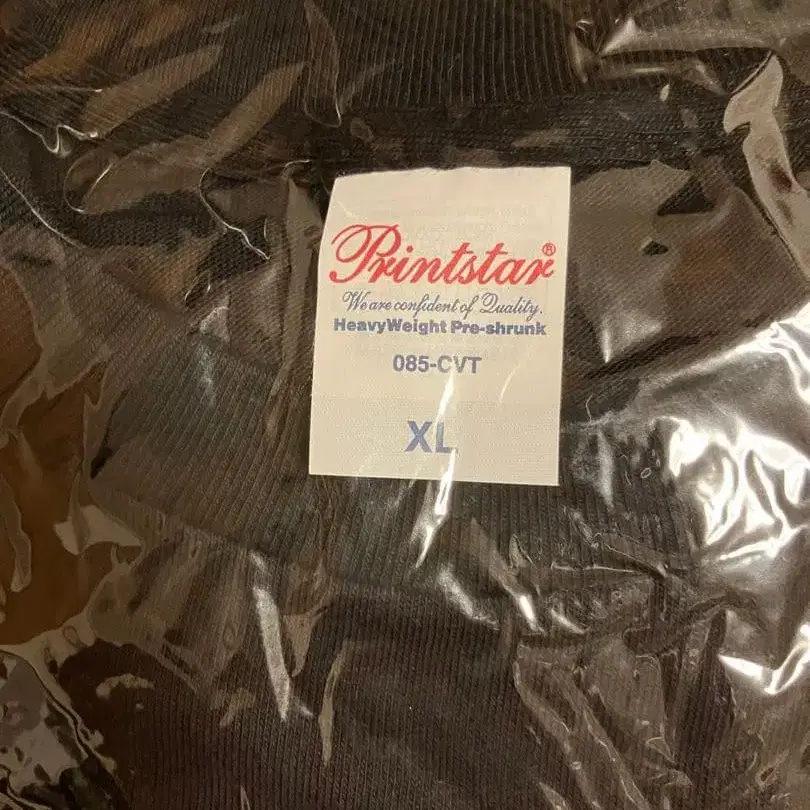 Printstar®
We are confident of Quality.
HeavyWeight Pre-shrunk
085-CVT
XL